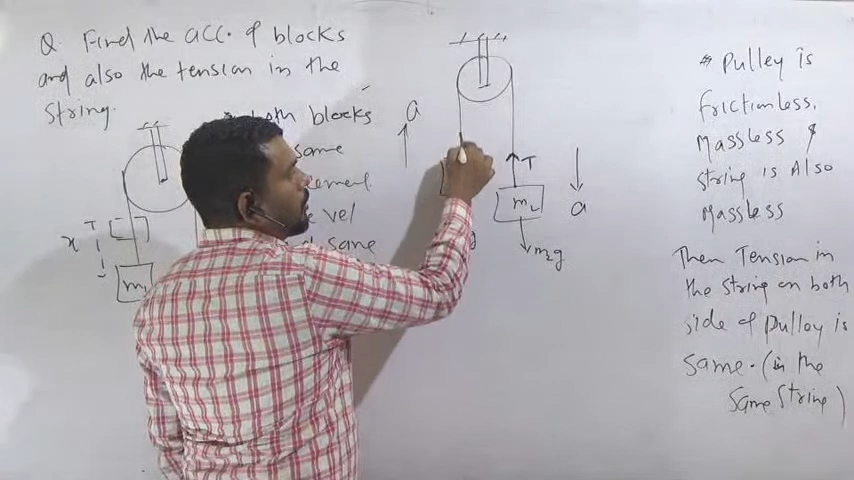 Q Find the acc. of blocks
and also the tension in the
string.
both blocks
same
vel
same
x
T
m₁
a
T
m₂
m₂g
a
* Pulley is
frictionless,
Massless &
string is Also
Massless
Then Tension in
the string on both
side of pulley is
same. (in the
same string)